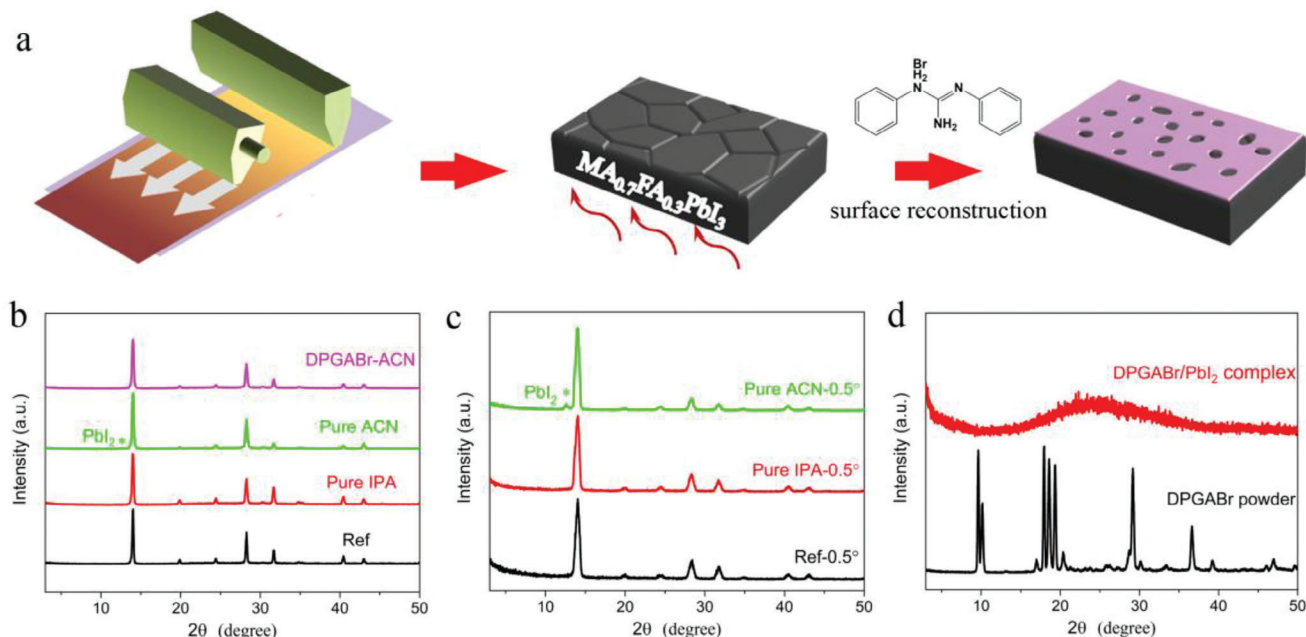 a
Br
H₂
N
N
NH₂
MA₀.₇FA₀.₃PbI₃
surface reconstruction
b
Intensity (a.u.)
DPGABr-ACN
PbI₂ *
Pure ACN
Pure IPA
Ref
10 20 30 40 50
2θ (degree)
c
Intensity (a.u.)
PbI₂ *
Pure ACN-0.5°
Pure IPA-0.5°
Ref-0.5°
10 20 30 40 50
2θ (degree)
d
Intensity (a.u.)
DPGABr/PbI₂ complex
DPGABr powder
10 20 30 40 50
2θ (degree)